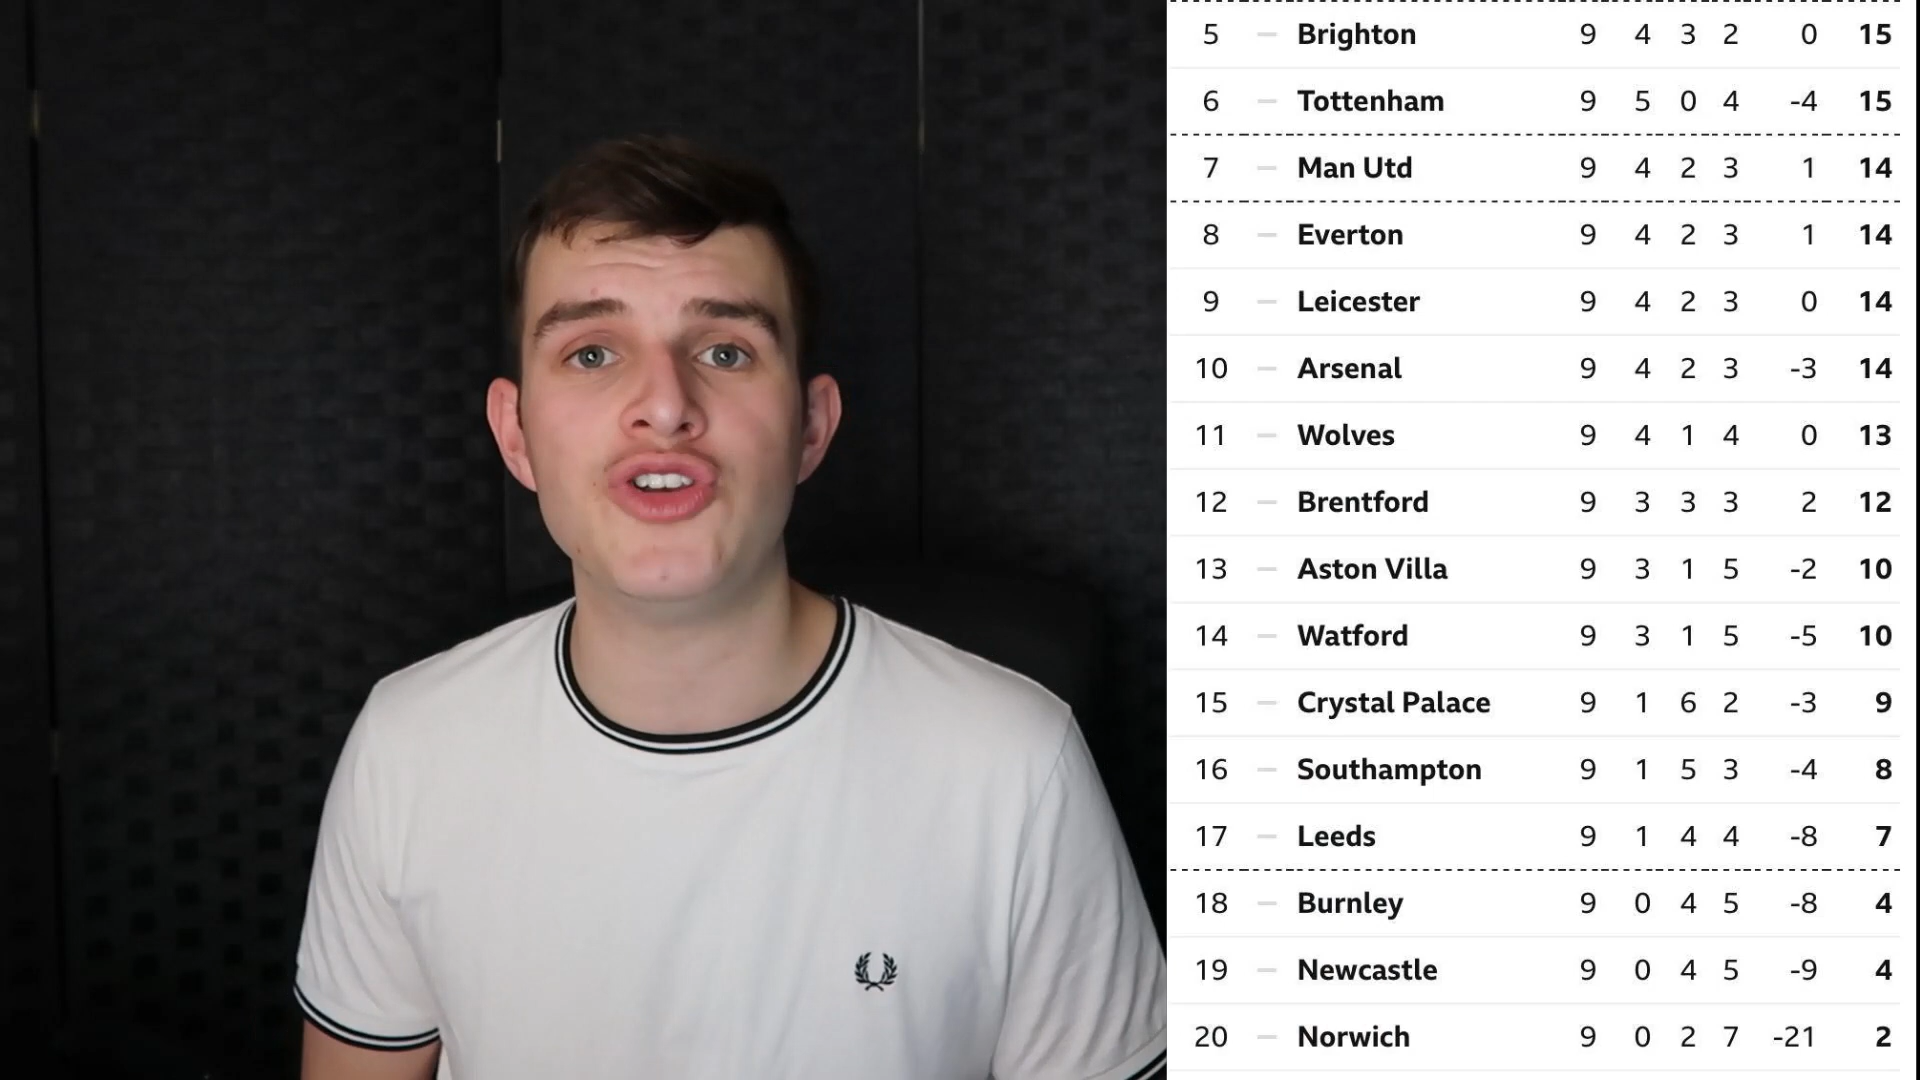 5 – Brighton 9 4 3 2 0 15
6 – Tottenham 9 5 0 4 -4 15
7 – Man Utd 9 4 2 3 1 14
8 – Everton 9 4 2 3 1 14
9 – Leicester 9 4 2 3 0 14
10 – Arsenal 9 4 2 3 -3 14
11 – Wolves 9 4 1 4 0 13
12 – Brentford 9 3 3 3 2 12
13 – Aston Villa 9 3 1 5 -2 10
14 – Watford 9 3 1 5 -5 10
15 – Crystal Palace 9 1 6 2 -3 9
16 – Southampton 9 1 5 3 -4 8
17 – Leeds 9 1 4 4 -8 7
18 – Burnley 9 0 4 5 -8 4
19 – Newcastle 9 0 4 5 -9 4
20 – Norwich 9 0 2 7 -21 2